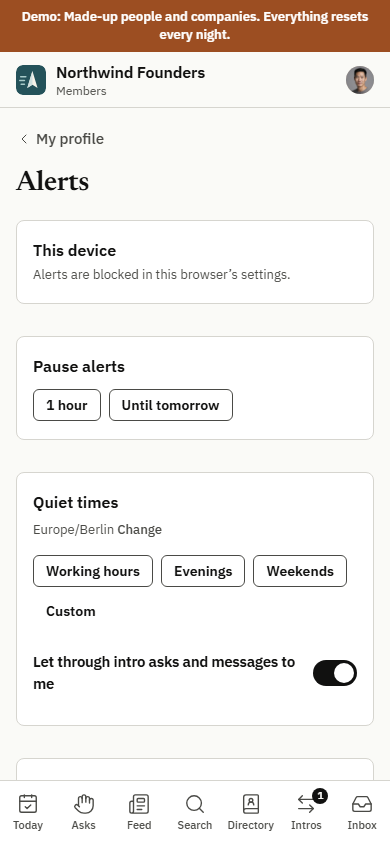 Demo: Made-up people and companies. Everything resets
every night.
Northwind Founders
Members
My profile
Alerts
This device
Alerts are blocked in this browser’s settings.
Pause alerts
1 hour
Until tomorrow
Quiet times
Europe/Berlin Change
Working hours
Evenings
Weekends
Custom
Let through intro asks and messages to
me
1
Today
Asks
Feed
Search
Directory
Intros
Inbox